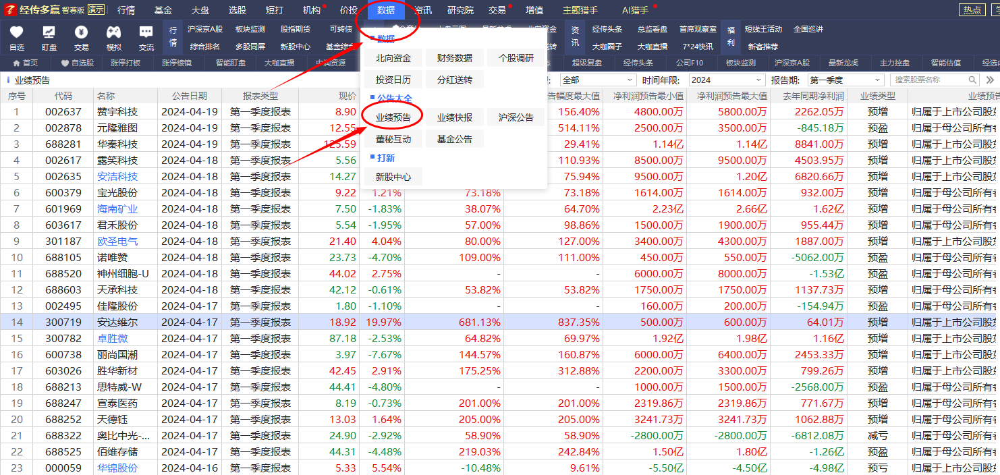 经传多赢 智尊版 演示 行情 基金 大盘 选股 短打 机构 价投 数据 资讯 研究院 交易 增值 主题猎手 AI猎手 热点
沪深京A股 板块监测 股指期货 可转债 北向资金 经传头条 总监看盘 首席观察室 短线王活动 全国巡讲
自选 盯盘 交易 模拟 交流 行情 综合排名 多股同屏 新股中心 基金综合 资讯 大咖圈子 大咖直播 7*24快讯 福利 新客推荐
首页 自选股 涨停打板 涨停棱镜 智能盯盘 大咖直播 中润资源 超级复盘 经传头条 公司F10 板块监测 沪深京A股 最新龙虎 主力控盘 智能估值
数据
北向资金 财务数据 个股调研
投资日历 分红送转
公告大全
业绩预告 业绩快报 沪深公告
董秘互动 基金公告
打新
新股中心
业绩预告 全部 时间年限: 2024 报告期: 第一季度 搜索股票名称
序号 代码 名称 公告日期 报表类型 现价 告幅度最大值 净利润预告最小值 净利润预告最大值 去年同期净利润 业绩类型 业绩预告
1 002637 赞宇科技 2024-04-19 第一季度报表 8.90 156.40% 4800.00万 5800.00万 2262.05万 预增 归属于上市公司股东
2 002878 元隆雅图 2024-04-19 第一季度报表 12.55 514.11% 2500.00万 3500.00万 -845.18万 预盈 归属于上市公司股东
3 688281 华秦科技 2024-04-19 第一季度报表 125.59 29.41% 1.14亿 1.14亿 8841.00万 预增 归属于上市公司股东
4 002617 露笑科技 2024-04-18 第一季度报表 5.56 110.93% 8500.00万 9500.00万 4503.95万 预增 归属于上市公司股东
5 002635 安洁科技 2024-04-18 第一季度报表 14.27 75.94% 9500.00万 1.20亿 6820.66万 预增 归属于上市公司股东
6 600379 宝光股份 2024-04-18 第一季度报表 9.22 1.21% 73.18% 73.18% 1614.00万 1614.00万 932.00万 预增 归属于母公司所有者
7 601969 海南矿业 2024-04-18 第一季度报表 7.50 -1.83% 38.07% 64.70% 2.23亿 2.66亿 1.62亿 预增 归属于上市公司股东
8 603617 君禾股份 2024-04-18 第一季度报表 5.54 -1.95% 57.00% 98.86% 1500.00万 1900.00万 955.44万 预增 归属于母公司所有者
9 301187 欧圣电气 2024-04-18 第一季度报表 21.40 4.04% 80.00% 127.00% 3400.00万 4300.00万 1887.00万 预增 归属于上市公司股东
10 688105 诺唯赞 2024-04-18 第一季度报表 23.73 -4.70% 109.00% 111.00% 450.00万 550.00万 -5062.00万 预盈 归属于母公司所有者
11 688520 神州细胞-U 2024-04-18 第一季度报表 44.02 2.75% - - 6000.00万 8000.00万 -1.53亿 预盈 归属于母公司所有者
12 688603 天承科技 2024-04-18 第一季度报表 42.12 -0.61% 53.82% 53.82% 1750.00万 1750.00万 1137.73万 预增 归属于母公司所有者
13 002495 佳隆股份 2024-04-17 第一季度报表 1.80 -1.10% - - 160.00万 200.00万 -154.94万 预盈 归属于上市公司股东
14 300719 安达维尔 2024-04-17 第一季度报表 18.92 19.97% 681.13% 837.35% 500.00万 600.00万 64.01万 预增 归属于上市公司股东
15 300782 卓胜微 2024-04-17 第一季度报表 87.18 -2.53% 64.82% 69.97% 1.92亿 1.98亿 1.16亿 预增 归属于上市公司股东
16 600738 丽尚国潮 2024-04-17 第一季度报表 3.97 -7.67% 144.57% 160.87% 6000.00万 6400.00万 2453.33万 预增 归属于上市公司股东
17 603026 胜华新材 2024-04-17 第一季度报表 42.45 2.91% 175.25% 312.88% 2200.00万 3300.00万 799.26万 预增 归属于上市公司股东
18 688213 思特威-W 2024-04-17 第一季度报表 44.41 -4.80% - - 1000.00万 1500.00万 -2568.00万 预盈 归属于母公司所有者
19 688247 宣泰医药 2024-04-17 第一季度报表 8.19 -0.73% 201.00% 201.00% 2319.86万 2319.86万 771.67万 预增 归属于母公司所有者
20 688252 天德钰 2024-04-17 第一季度报表 13.03 1.64% 205.00% 205.00% 3241.73万 3241.73万 1062.88万 预增 归属于母公司所有者
21 688322 奥比中光-... 2024-04-17 第一季度报表 24.90 -2.92% 58.90% 58.90% -2800.00万 -2800.00万 -6812.08万 减亏 归属于母公司所有者
22 688525 佰维存储 2024-04-17 第一季度报表 44.31 -4.48% 219.03% 242.84% 1.50亿 1.80亿 -1.26亿 预盈 归属于母公司所有者
23 000059 华锦股份 2024-04-16 第一季度报表 5.33 5.54% -10.48% 9.61% -5.50亿 -4.50亿 -4.98亿 预亏 归属于上市公司股东